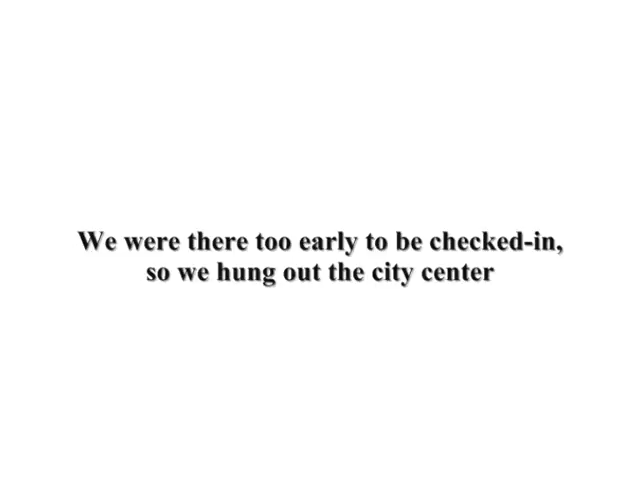 We were there too early to be checked-in,
so we hung out the city center